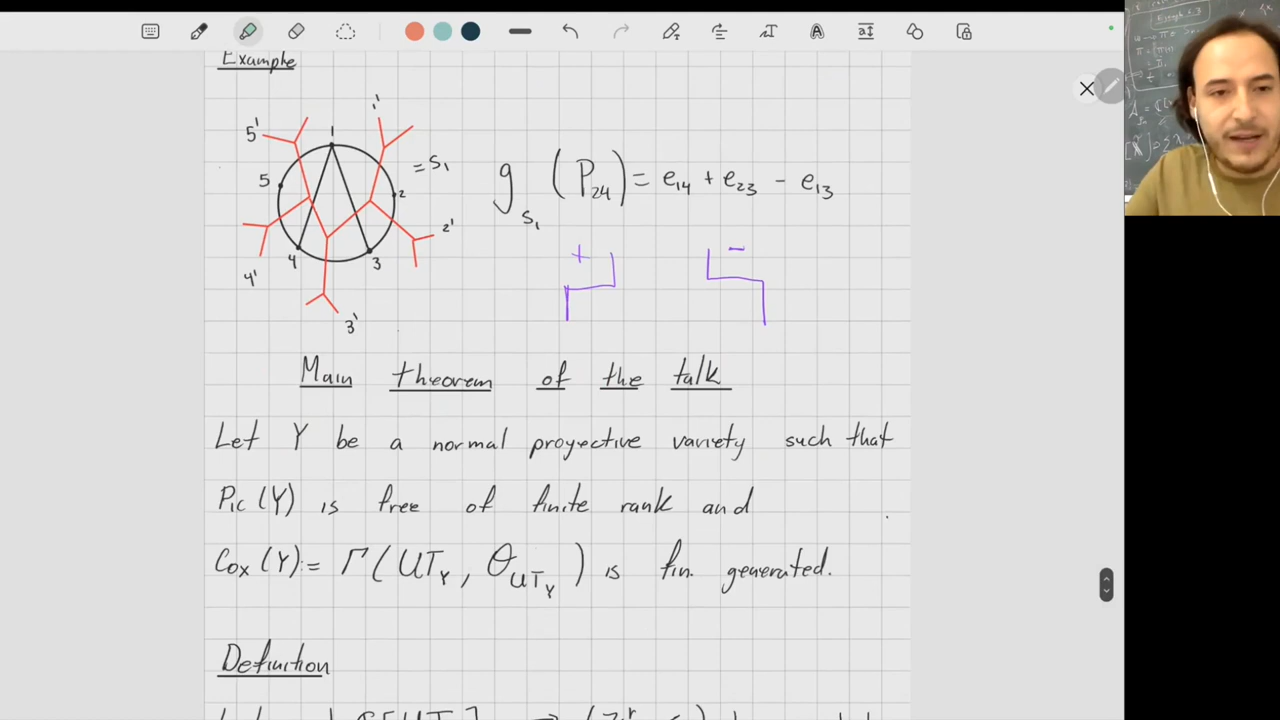 Example
1'
5'
1
= S₁
5
2
g_{S₁} (P₂₄) = e₁₄ + e₂₃ - e₁₃
2'
4
3
4'
3'
+
-
Main theorem of the talk
Let Y be a normal proyective variety such that
Pic(Y) is free of finite rank and
Cox(Y) := Γ(UT_Y, O_{UT_Y}) is fin. generated.
Definition